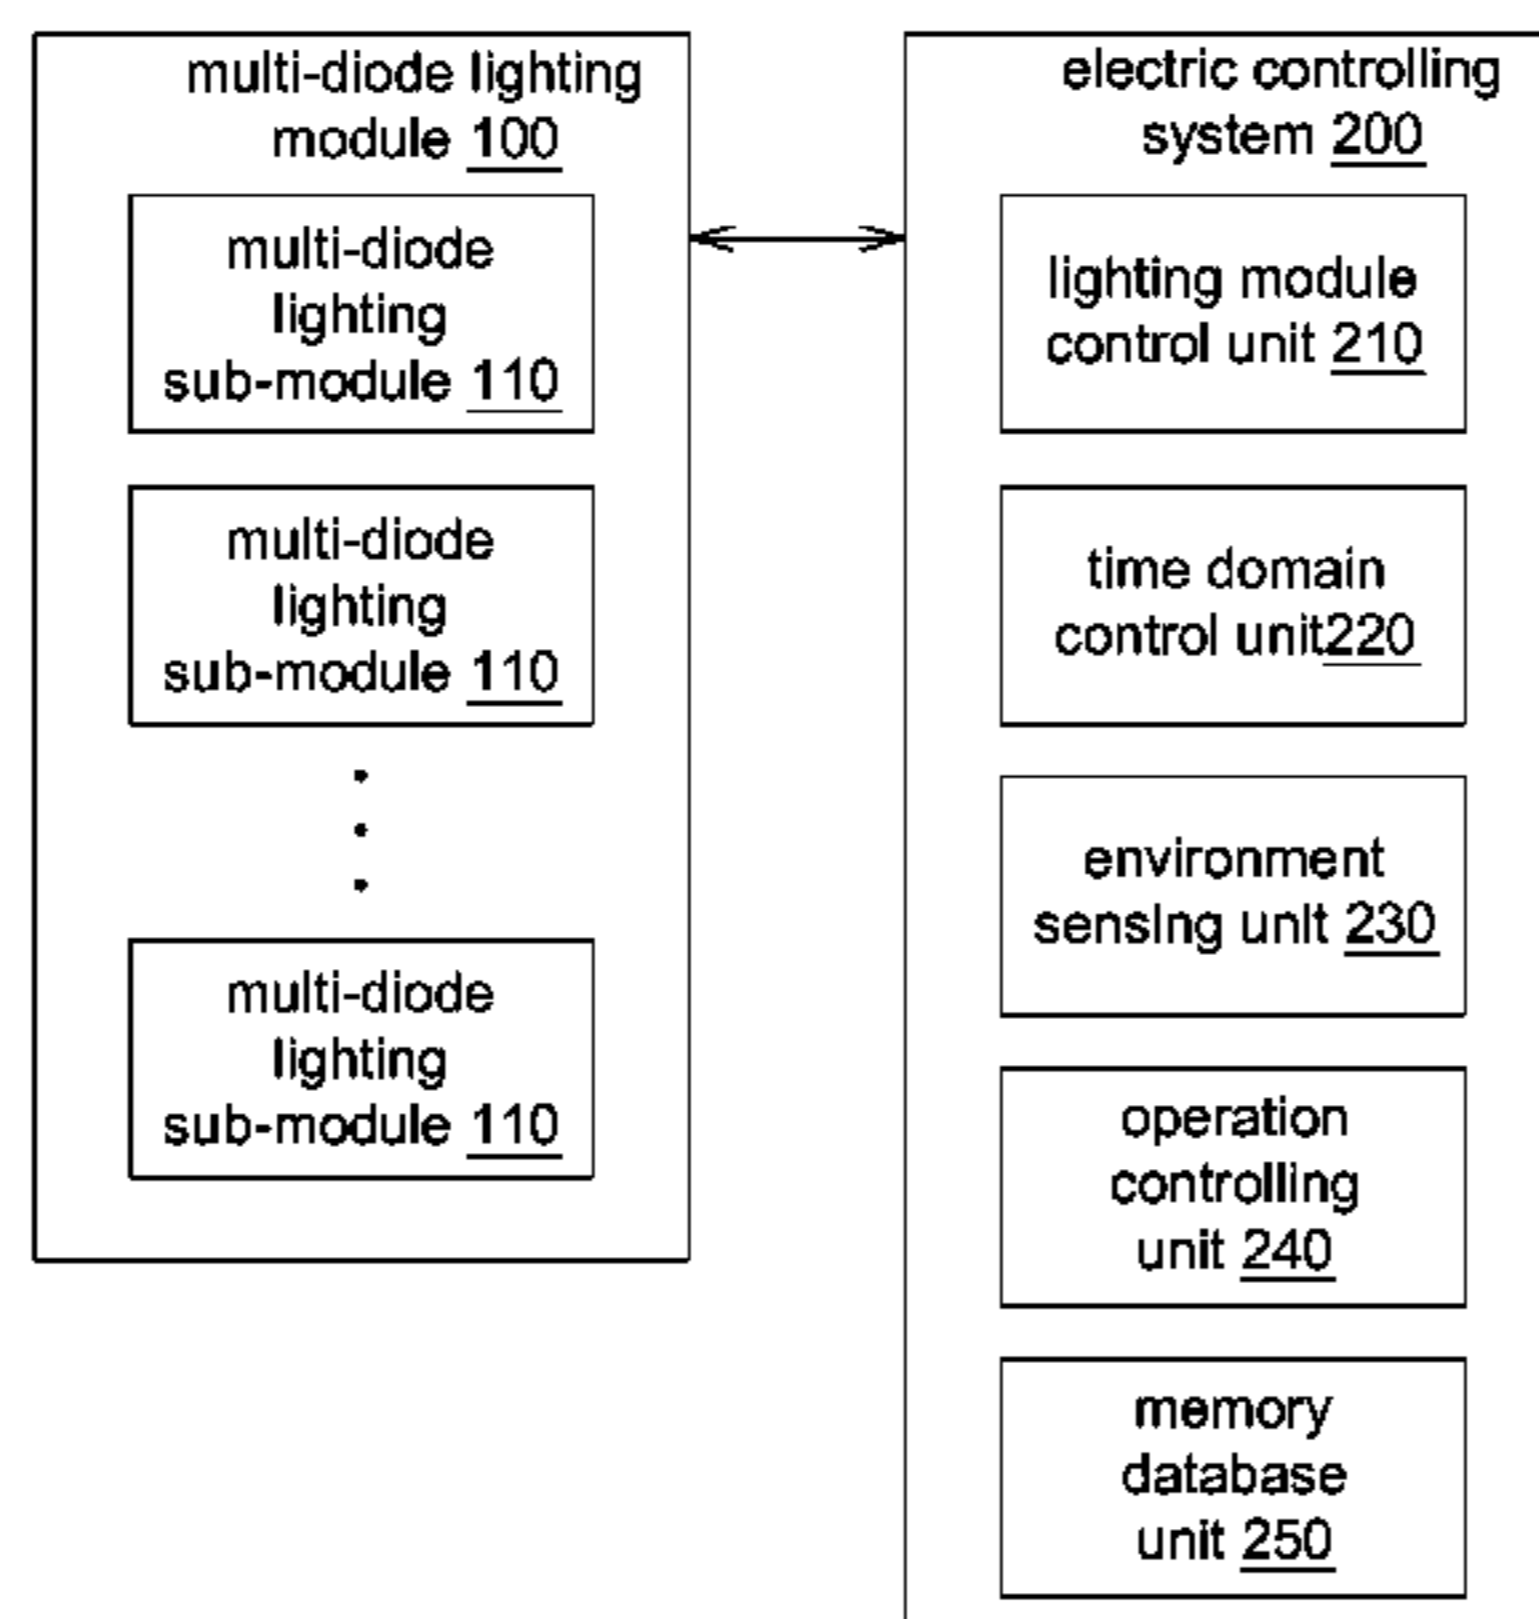 multi-diode lighting
module 100
multi-diode
lighting
sub-module 110
multi-diode
lighting
sub-module 110
multi-diode
lighting
sub-module 110
electric controlling
system 200
lighting module
control unit 210
time domain
control unit220
environment
sensing unit 230
operation
controlling
unit 240
memory
database
unit 250